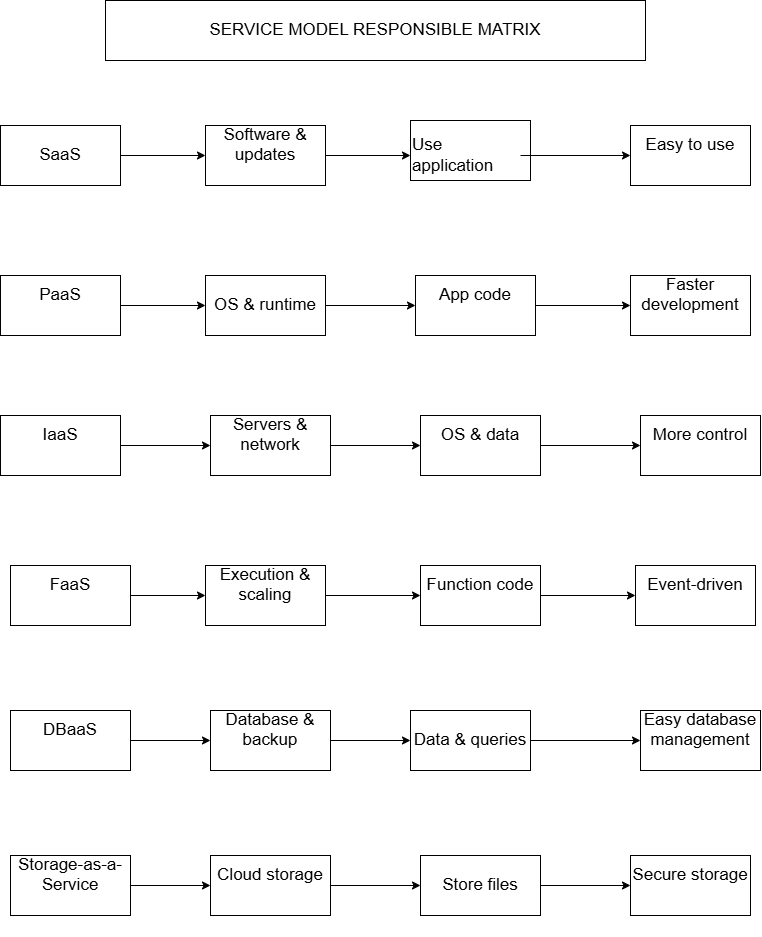 SERVICE MODEL RESPONSIBLE MATRIX
SaaS
Software &
updates
Use
application
Easy to use
PaaS
OS & runtime
App code
Faster
development
IaaS
Servers &
network
OS & data
More control
FaaS
Execution &
scaling
Function code
Event-driven
DBaaS
Database &
backup
Data & queries
Easy database
management
Storage-as-a-
Service
Cloud storage
Store files
Secure storage